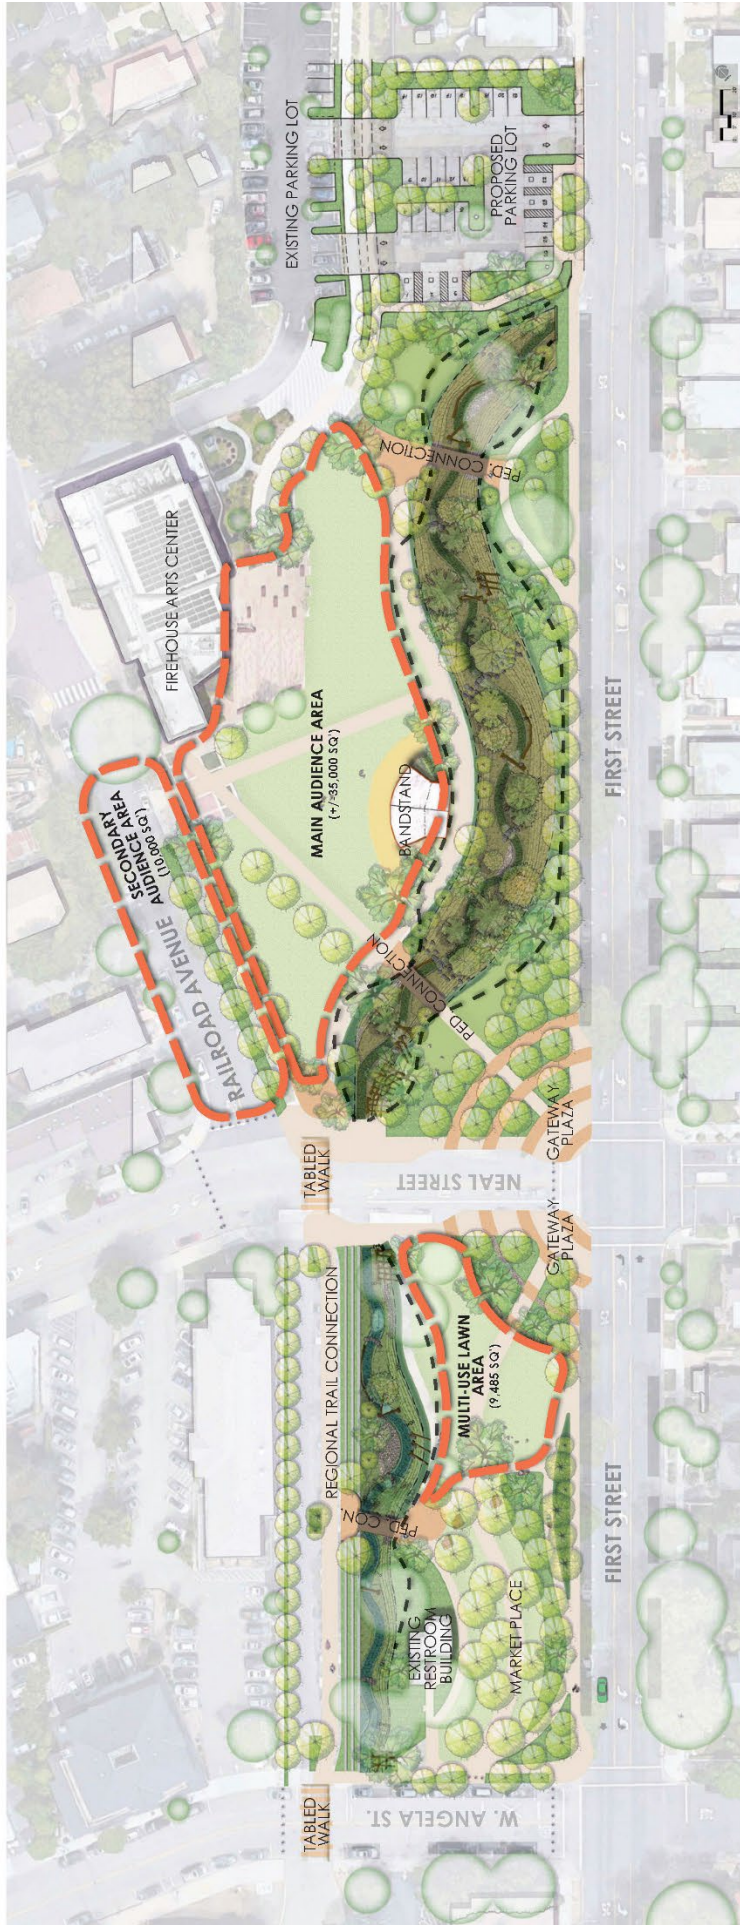 EXISTING PARKING LOT
PROPOSED
PARKING LOT
FIREHOUSE ARTS CENTER
PED. CONNECTION
MAIN AUDIENCE AREA
(+/-35,000 SQ')
BANDSTAND
SECONDARY
AUDIENCE AREA
(10,000 SQ')
RAILROAD AVENUE
PED CONNECTION
FIRST STREET
GATEWAY
PLAZA
TABLED
WALK
NEAL STREET
GATEWAY
PLAZA
REGIONAL TRAIL CONNECTION
MULTI-USE LAWN
AREA
(9,485 SQ')
PED. CON.
EXISTING
RESTROOM
BUILDING
MARKET PLACE
FIRST STREET
TABLED
WALK
W. ANGELA ST.